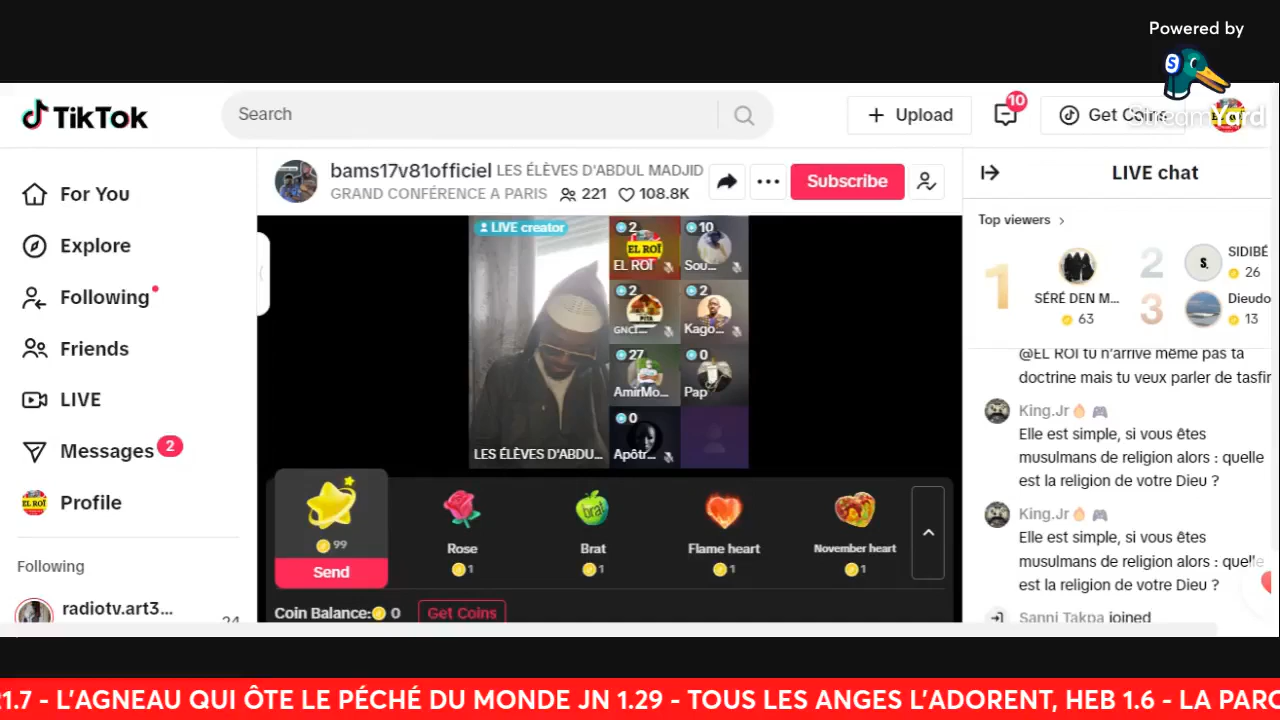 Powered by
StreamYard
TikTok
Search
Upload
10
Get Coins
For You
Explore
Following
Friends
LIVE
Messages 2
Profile
Following
radiotv.art3...
24
bams17v81officiel LES ÉLÈVES D'ABDUL MADJID
GRAND CONFÉRENCE A PARIS 221 108.8K
Subscribe
LIVE creator
LES ÉLÈVES D'ABDU...
2
EL ROÏ
EL ROÏ
10
Sou...
2
GNCI...
2
Kago...
27
AmirMo...
0
Pap
0
Apôtr...
99
Send
Rose
1
Brat
1
Flame heart
1
November heart
1
Coin Balance: 0
Get Coins
LIVE chat
Top viewers
1
SÉRÉ DEN M...
63
2
S.
SIDIBÉ
26
3
Dieudo
13
@EL ROÏ tu n'arrive même pas ta
doctrine mais tu veux parler de tasfir
King.Jr
Elle est simple, si vous êtes
musulmans de religion alors : quelle
est la religion de votre Dieu ?
King.Jr
Elle est simple, si vous êtes
musulmans de religion alors : quelle
est la religion de votre Dieu ?
Sanni Takpa joined
21.7 - L'AGNEAU QUI ÔTE LE PÉCHÉ DU MONDE JN 1.29 - TOUS LES ANGES L'ADORENT, HEB 1.6 - LA PARO